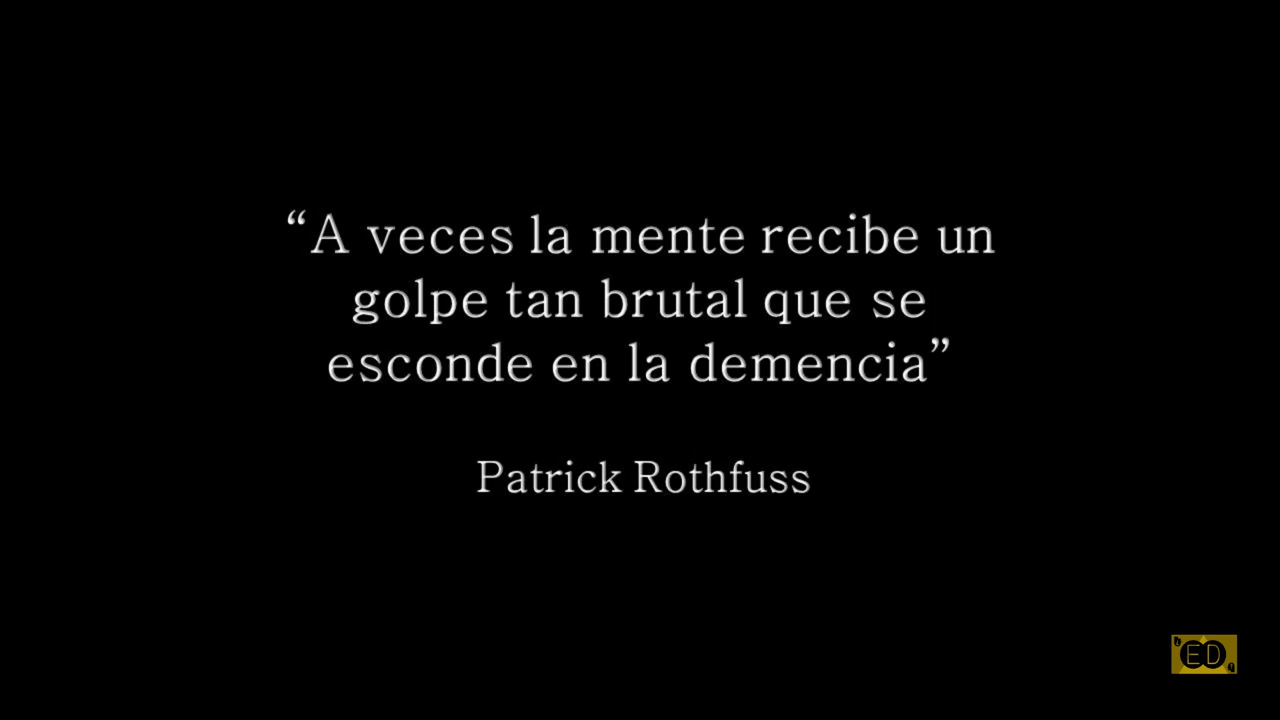 “A veces la mente recibe un
golpe tan brutal que se
esconde en la demencia”
Patrick Rothfuss
ED